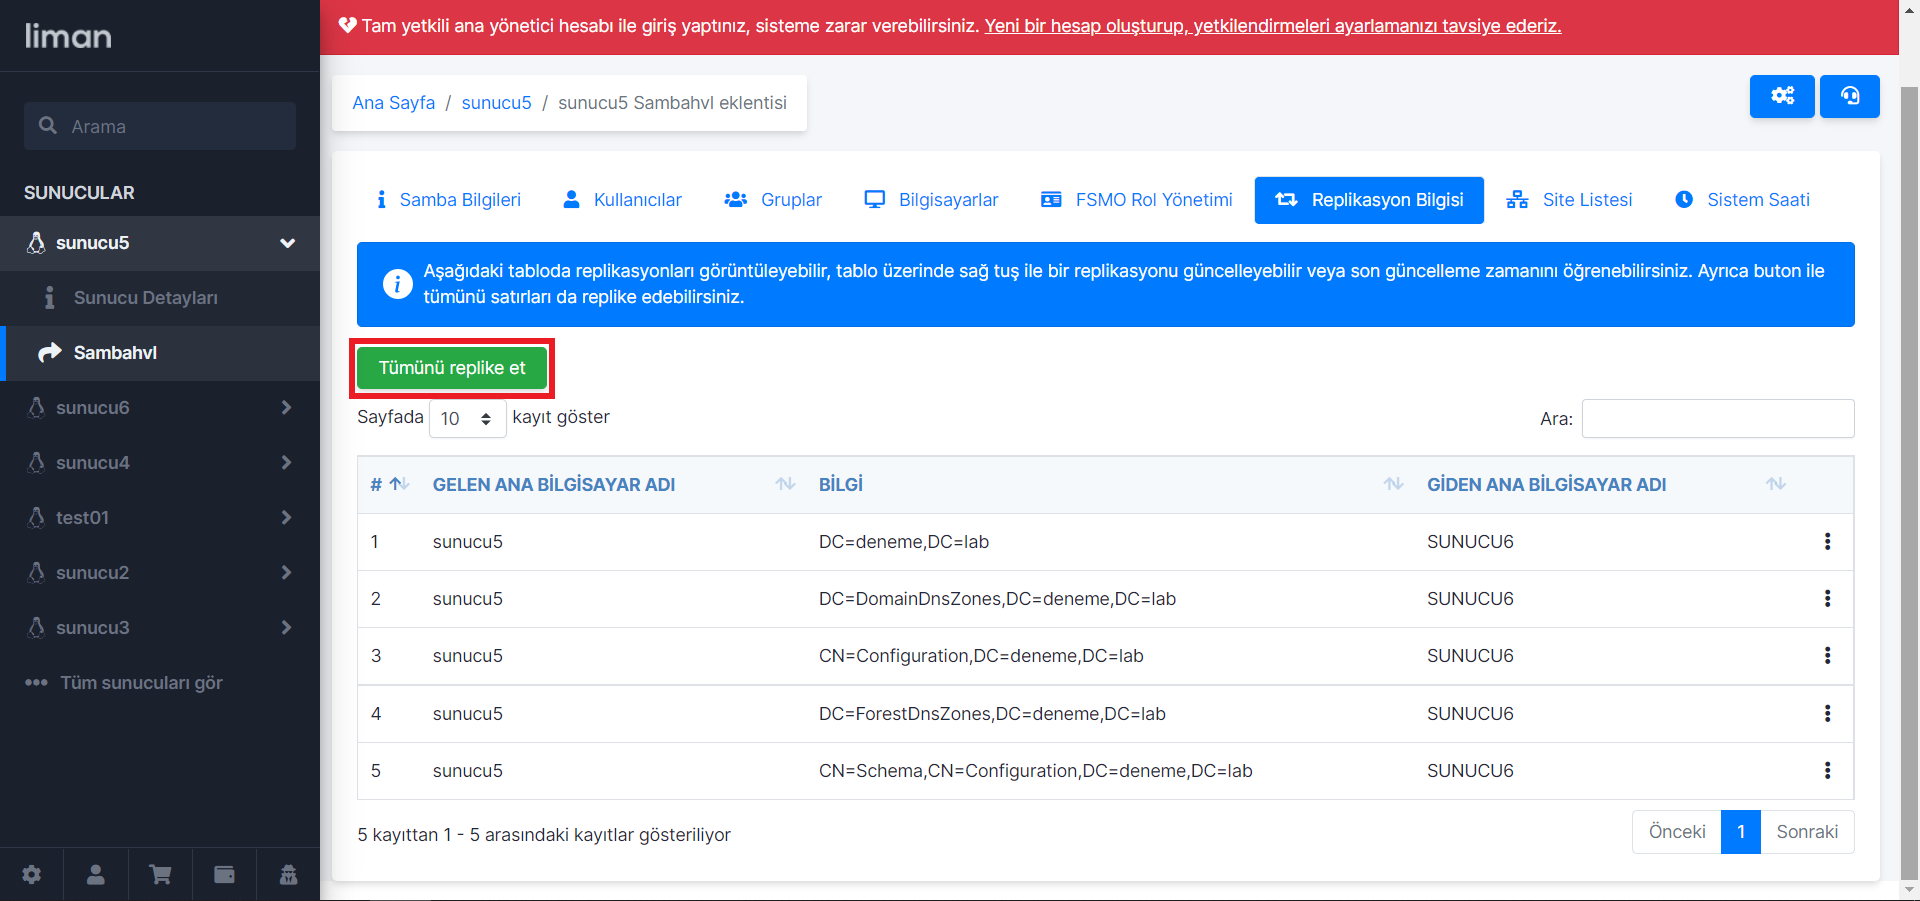 liman
Arama
SUNUCULAR
sunucu5
Sunucu Detayları
Sambahvl
sunucu6
sunucu4
test01
sunucu2
sunucu3
Tüm sunucuları gör
Tam yetkili ana yönetici hesabı ile giriş yaptınız, sisteme zarar verebilirsiniz. Yeni bir hesap oluşturup, yetkilendirmeleri ayarlamanızı tavsiye ederiz.
Ana Sayfa / sunucu5 / sunucu5 Sambahvl eklentisi
Samba Bilgileri Kullanıcılar Gruplar Bilgisayarlar FSMO Rol Yönetimi Replikasyon Bilgisi Site Listesi Sistem Saati
Aşağıdaki tabloda replikasyonları görüntüleyebilir, tablo üzerinde sağ tuş ile bir replikasyonu güncelleyebilir veya son güncelleme zamanını öğrenebilirsiniz. Ayrıca buton ile
tümünü satırları da replike edebilirsiniz.
Tümünü replike et
Sayfada 10 kayıt göster Ara:
# GELEN ANA BİLGİSAYAR ADI BİLGİ GİDEN ANA BİLGİSAYAR ADI
1 sunucu5 DC=deneme,DC=lab SUNUCU6
2 sunucu5 DC=DomainDnsZones,DC=deneme,DC=lab SUNUCU6
3 sunucu5 CN=Configuration,DC=deneme,DC=lab SUNUCU6
4 sunucu5 DC=ForestDnsZones,DC=deneme,DC=lab SUNUCU6
5 sunucu5 CN=Schema,CN=Configuration,DC=deneme,DC=lab SUNUCU6
5 kayıttan 1 - 5 arasındaki kayıtlar gösteriliyor Önceki 1 Sonraki